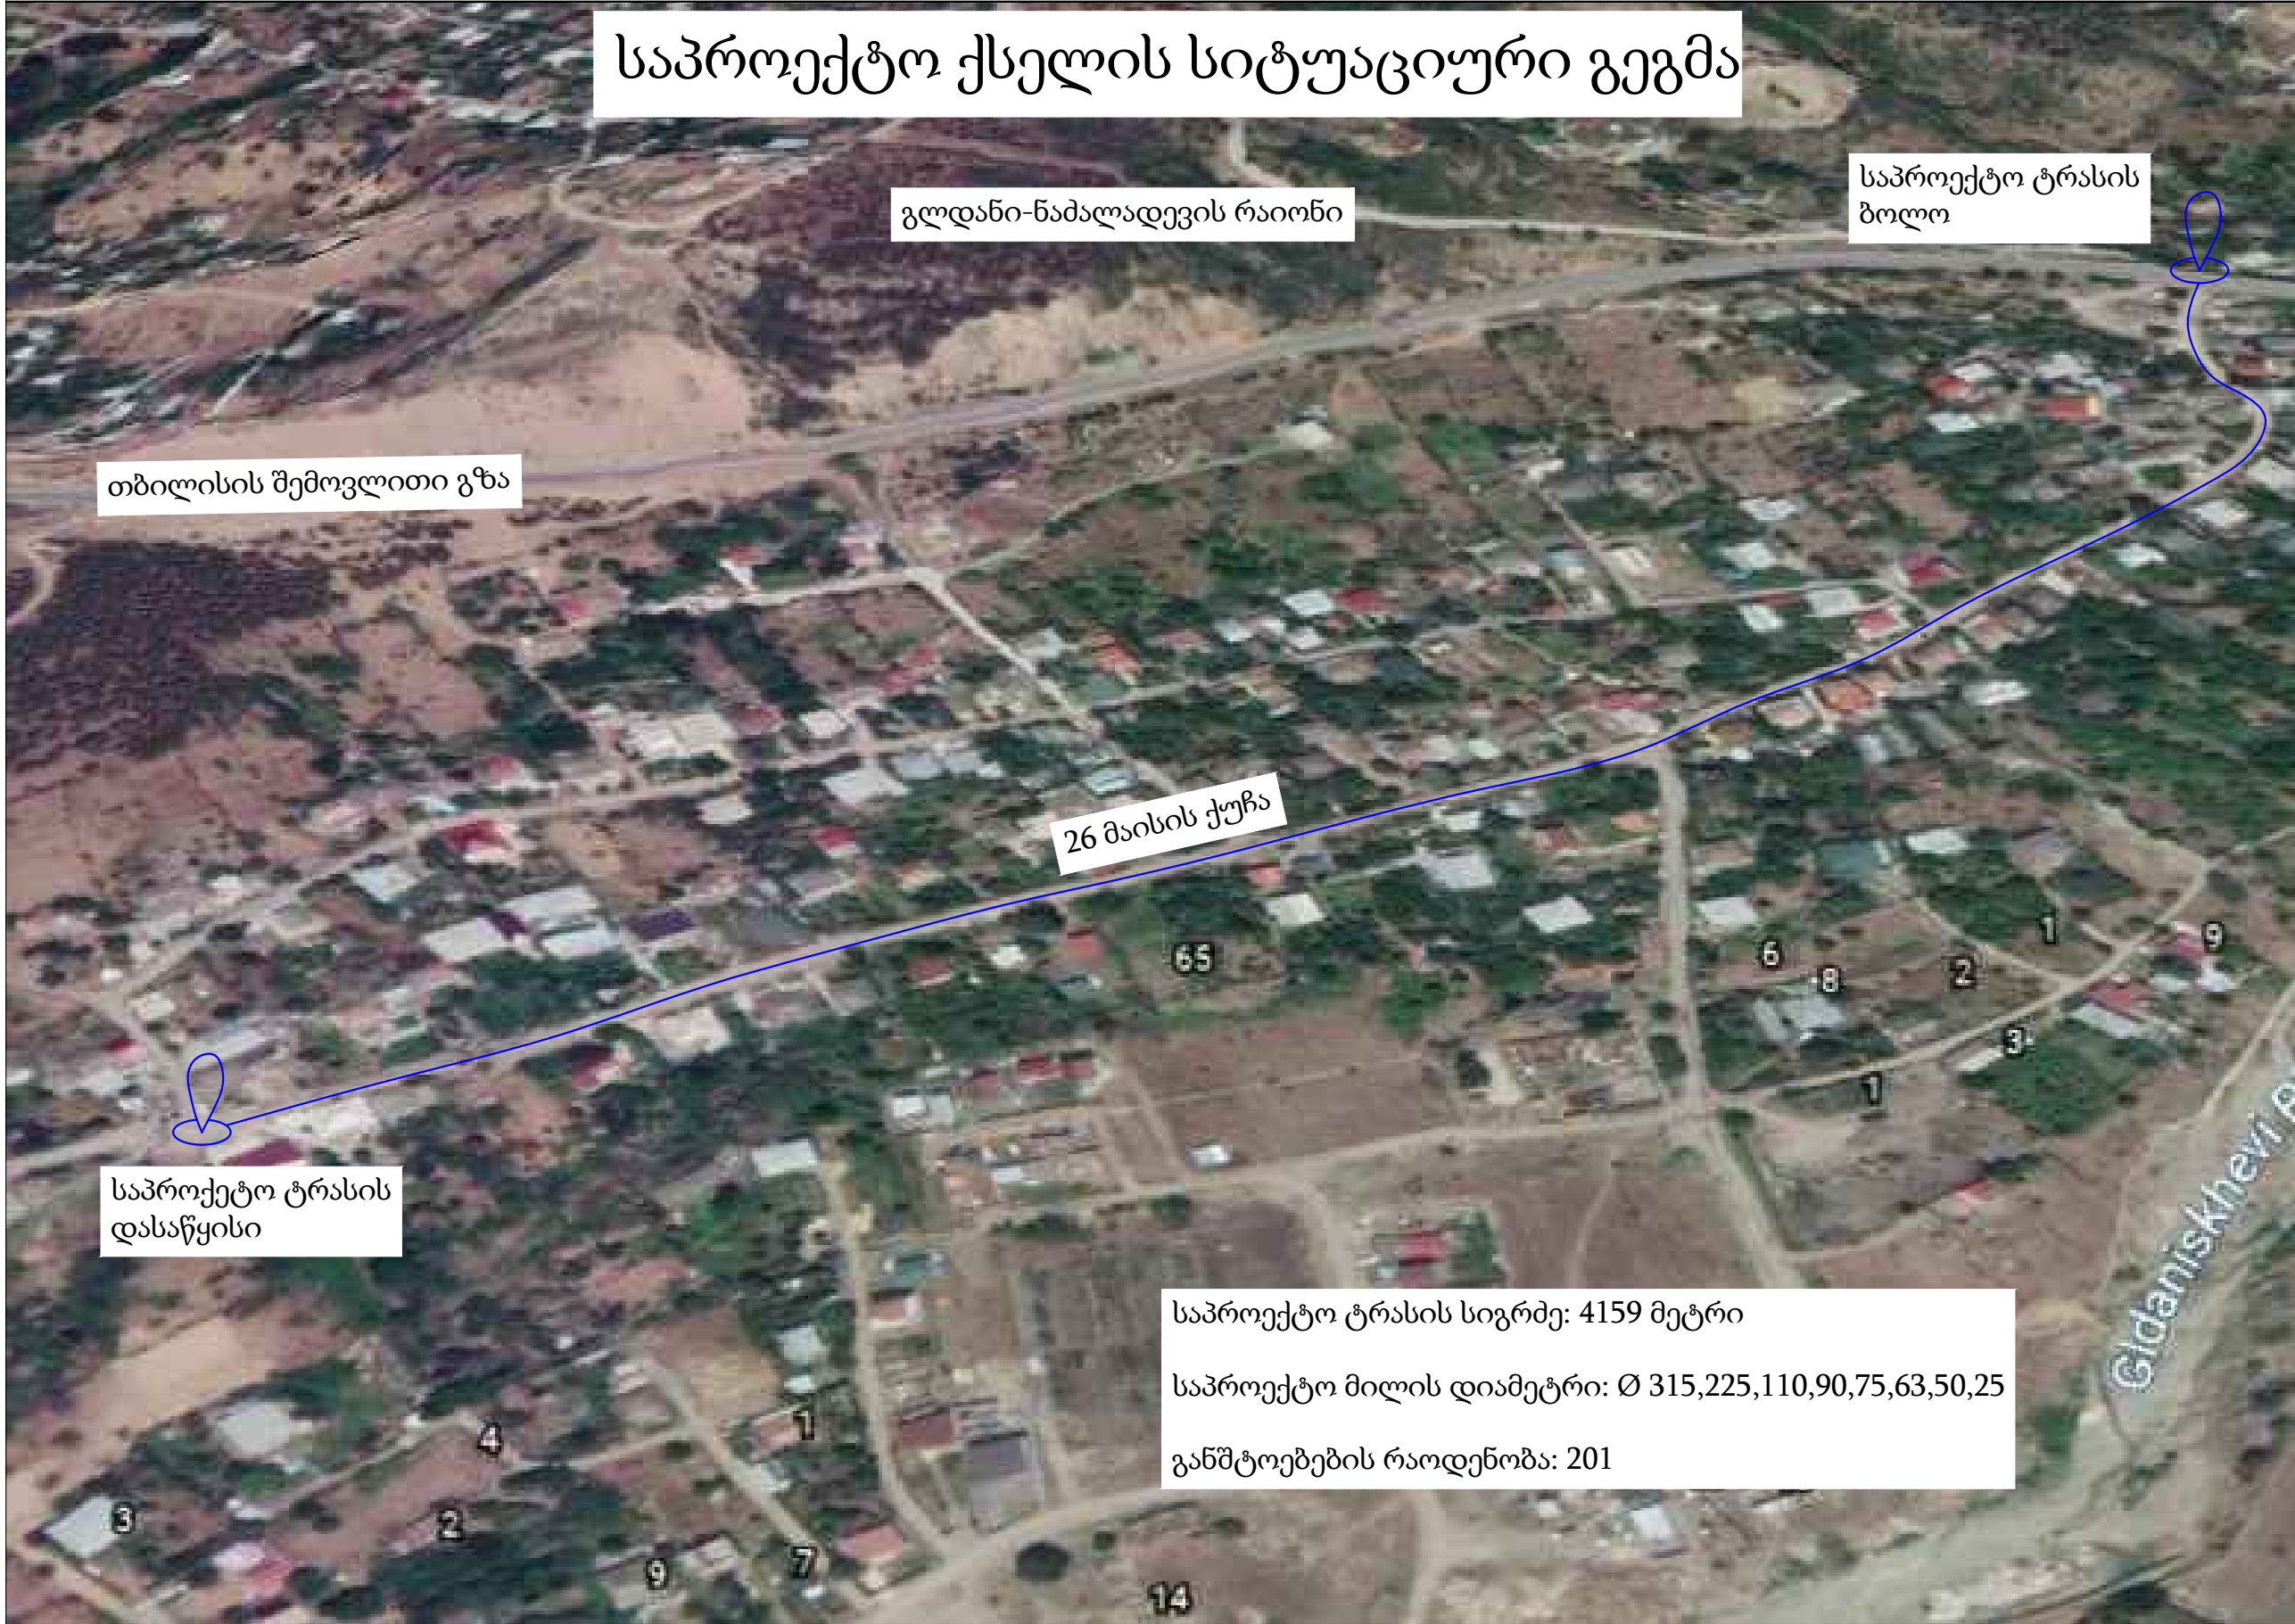 საპროექტო ქსელის სიტუაციური გეგმა
საპროექტო ტრასის
ბოლო
გლდანი-ნაძალადევის რაიონი
თბილისის შემოვლითი გზა
26 მაისის ქუჩა
65
6
8
2
1
9
3
1
საპროქეტო ტრასის
დასაწყისი
Gldaniskhevi
საპროექტო ტრასის სიგრძე: 4159 მეტრი
საპროექტო მილის დიამეტრი: Ø 315,225,110,90,75,63,50,25
განშტოებების რაოდენობა: 201
4
1
3
2
9
7
14